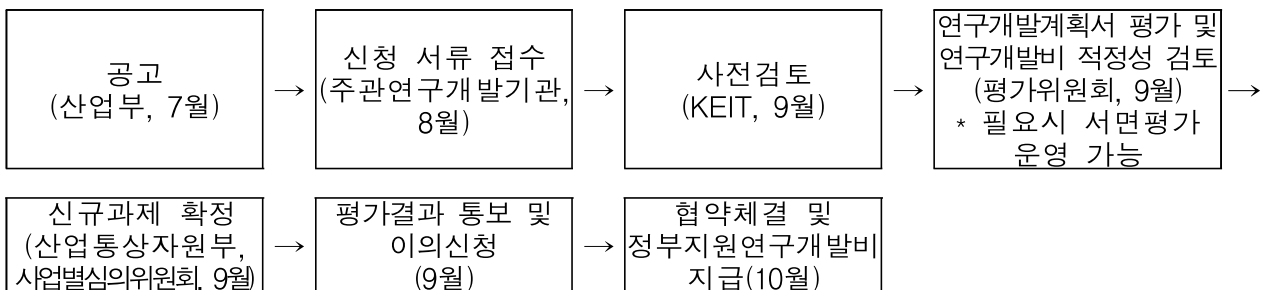 공고
(산업부, 7월)
→
신청 서류 접수
(주관연구개발기관,
8월)
→
사전검토
(KEIT, 9월)
→
연구개발계획서 평가 및
연구개발비 적정성 검토
(평가위원회, 9월)
* 필요시 서면평가
운영 가능
→
신규과제 확정
(산업통상자원부,
사업별심의위원회, 9월)
→
평가결과 통보 및
이의신청
(9월)
→
협약체결 및
정부지원연구개발비
지급(10월)